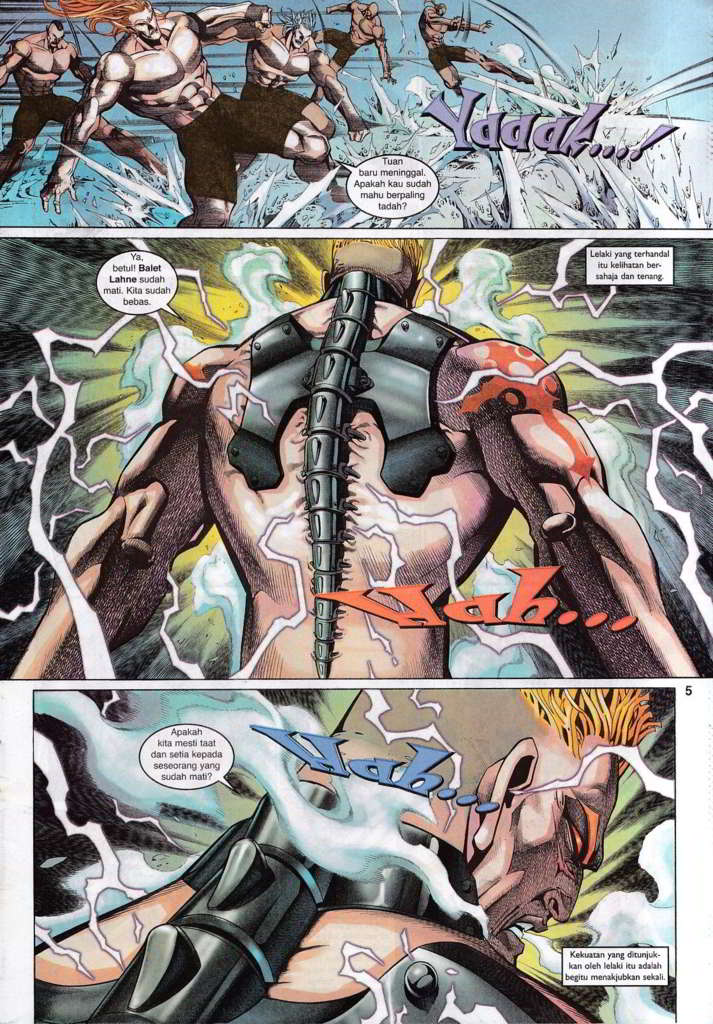 Yaaak....!
Tuan
baru meninggal.
Apakah kau sudah
mahu berpaling
tadah?
Ya,
betul! Balet
Lahne sudah
mati. Kita sudah
bebas.
Lelaki yang terhandal
itu kelihatan ber-
sahaja dan tenang.
Yah...
5
Apakah
kita mesti taat
dan setia kepada
seseorang yang
sudah mati?
Yah...
Kekuatan yang ditunjuk-
kan oleh lelaki itu adalah
begitu menakjubkan sekali.